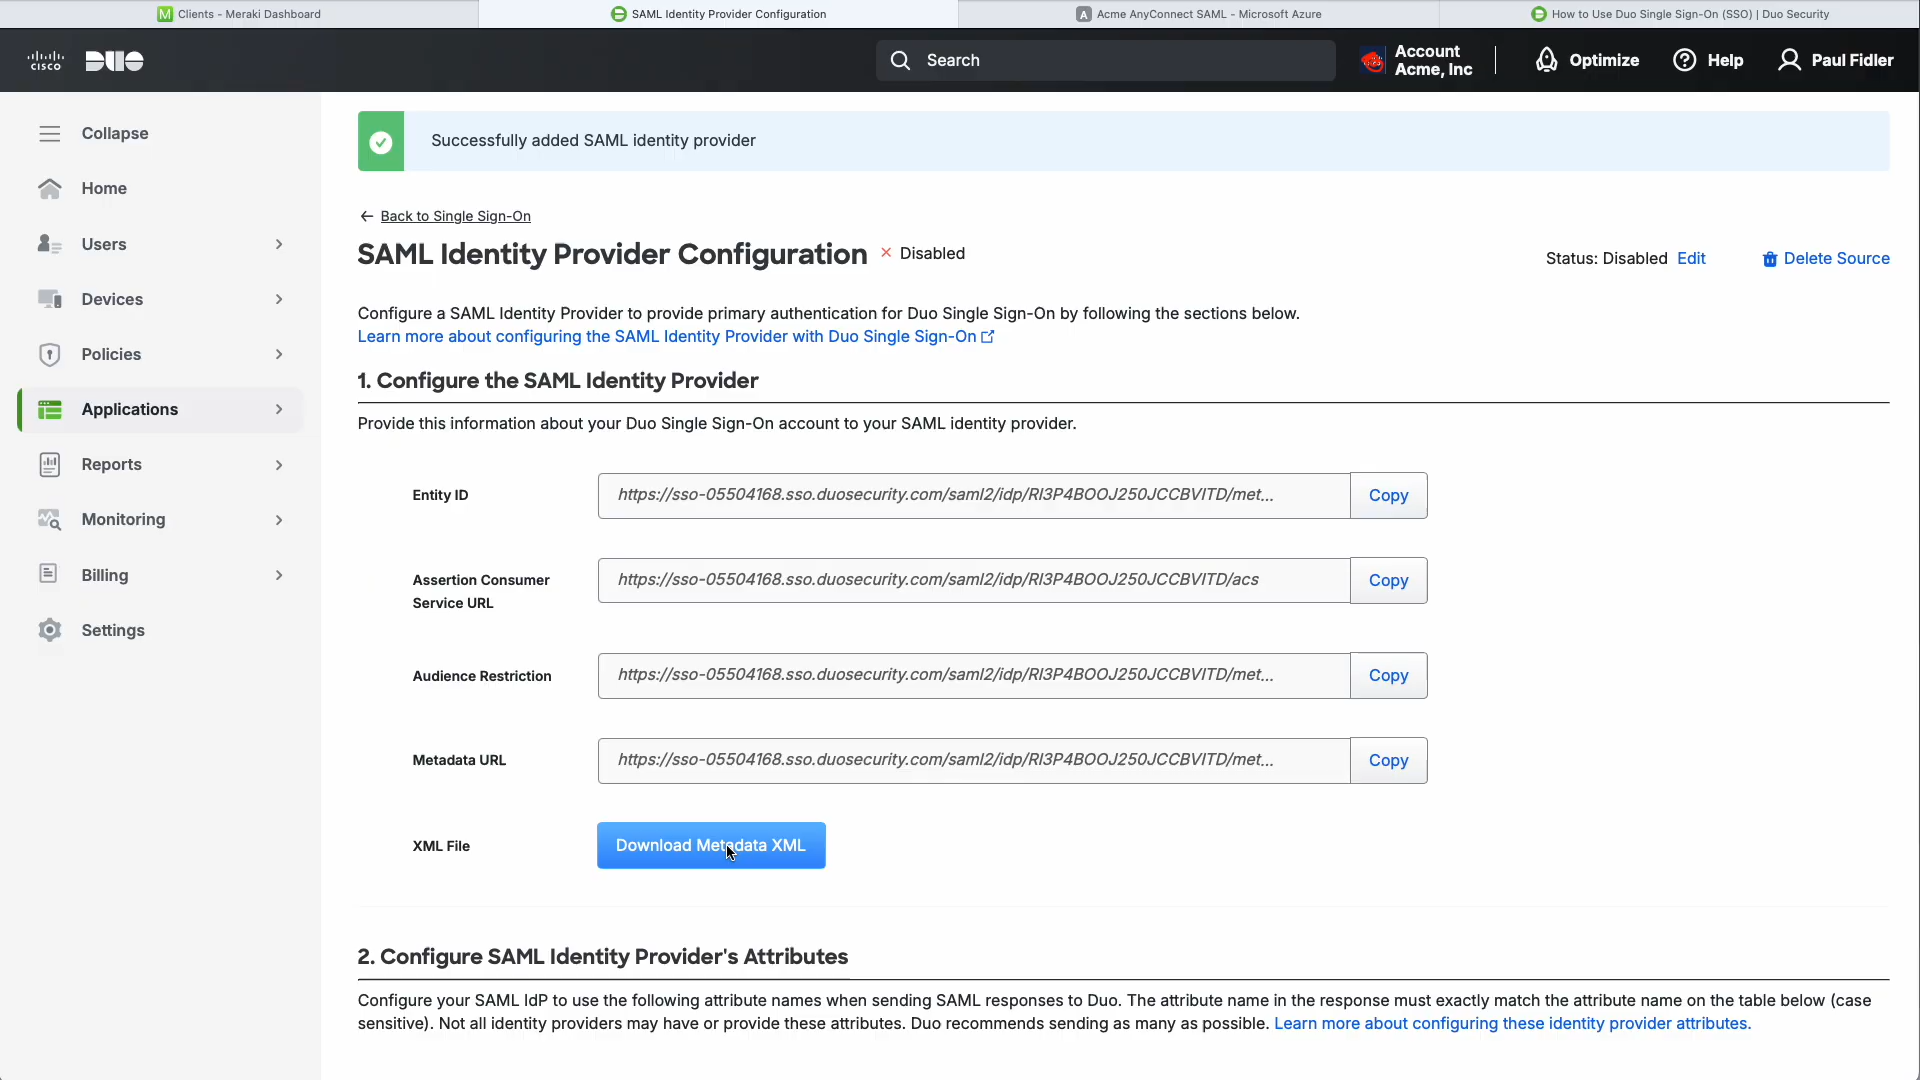 Clients - Meraki Dashboard
SAML Identity Provider Configuration
Acme AnyConnect SAML - Microsoft Azure
How to Use Duo Single Sign-On (SSO) | Duo Security
CISCO DUO
Search
Account
Acme, Inc
Optimize
Help
Paul Fidler
Collapse
Home
Users
Devices
Policies
Applications
Reports
Monitoring
Billing
Settings
Successfully added SAML identity provider
Back to Single Sign-On
SAML Identity Provider Configuration
Disabled
Status: Disabled Edit
Delete Source
Configure a SAML Identity Provider to provide primary authentication for Duo Single Sign-On by following the sections below.
Learn more about configuring the SAML Identity Provider with Duo Single Sign-On
1. Configure the SAML Identity Provider
Provide this information about your Duo Single Sign-On account to your SAML identity provider.
Entity ID
https://sso-05504168.sso.duosecurity.com/saml2/idp/RI3P4BOOJ250JCCBVITD/met...
Copy
Assertion Consumer
Service URL
https://sso-05504168.sso.duosecurity.com/saml2/idp/RI3P4BOOJ250JCCBVITD/acs
Copy
Audience Restriction
https://sso-05504168.sso.duosecurity.com/saml2/idp/RI3P4BOOJ250JCCBVITD/met...
Copy
Metadata URL
https://sso-05504168.sso.duosecurity.com/saml2/idp/RI3P4BOOJ250JCCBVITD/met...
Copy
XML File
Download Metadata XML
2. Configure SAML Identity Provider's Attributes
Configure your SAML IdP to use the following attribute names when sending SAML responses to Duo. The attribute name in the response must exactly match the attribute name on the table below (case
sensitive). Not all identity providers may have or provide these attributes. Duo recommends sending as many as possible. Learn more about configuring these identity provider attributes.